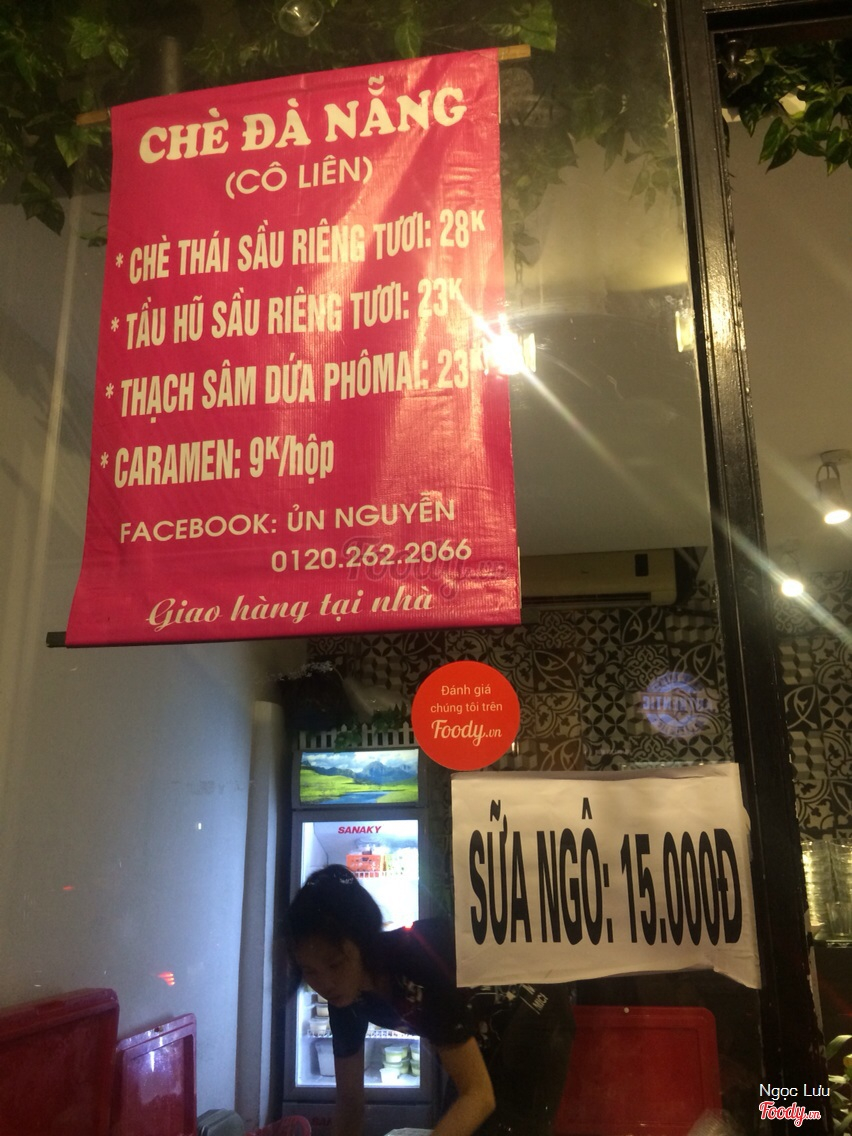 CHÈ ĐÀ NẴNG
(CÔ LIÊN)
* CHÈ THÁI SẦU RIÊNG TƯƠI: 28K
* TẦU HŨ SẦU RIÊNG TƯƠI: 23K
* THẠCH SÂM DỨA PHÔMAI: 23K
* CARAMEN: 9K/hộp
FACEBOOK: ỦN NGUYỄN
0120.262.2066
Giao hàng tại nhà
Foody.vn
Đánh giá
chúng tôi trên
Foody.vn
SANAKY
SỮA NGÔ: 15.000Đ
Ngọc Lưu
Foody.vn